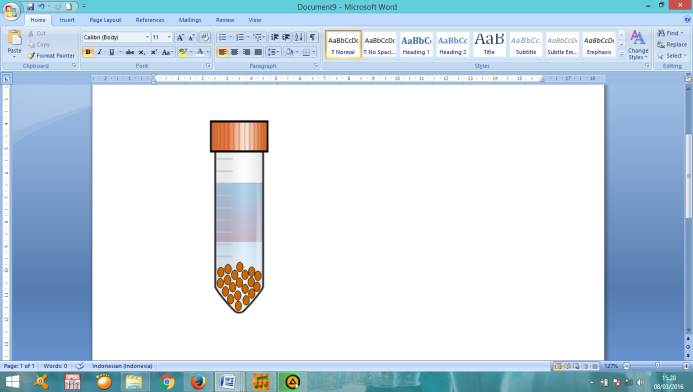 Document9 - Microsoft Word
Home Insert Page Layout References Mailings Review View
Paste
Cut
Copy
Format Painter
Clipboard
Calibri (Body) 11
Font
Paragraph
AaBbCcDc AaBbCcDc AaBbC AaBbCc AaB AaBbCc. AaBbCcDc AaBbCcDc
T Normal T No Spaci... Heading 1 Heading 2 Title Subtitle Subtle Em... Emphasis
Change Styles
Styles
Find
Replace
Select
Editing
Page: 1 of 1 Words: 0 Indonesian (Indonesia) 127%
15:20
08/03/2016